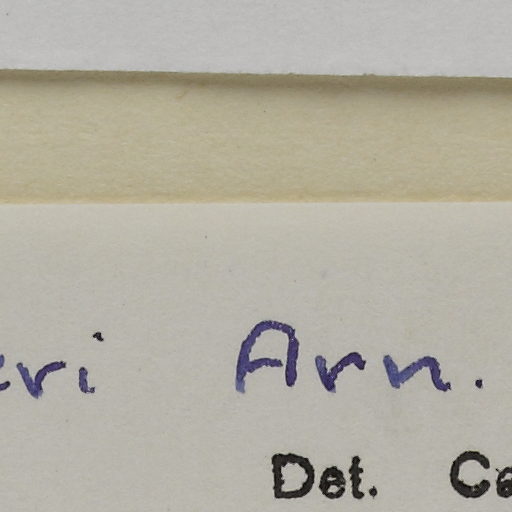 eri Arn.
Det. Ca